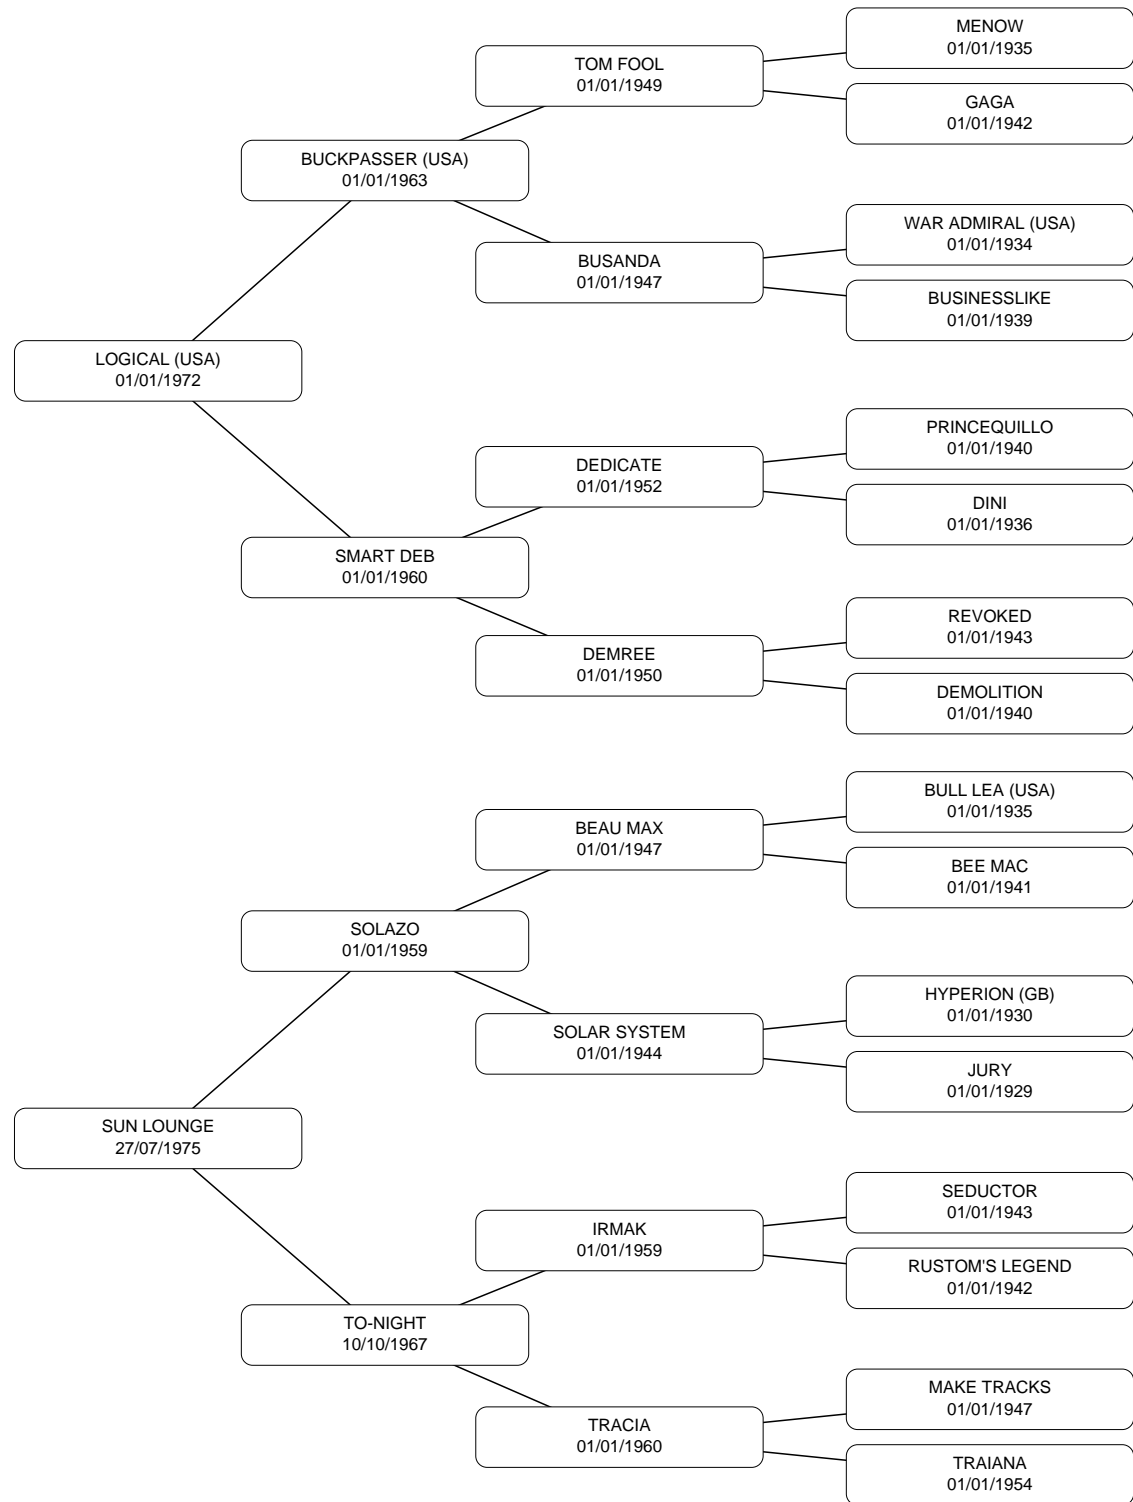 MENOW
01/01/1935
TOM FOOL
01/01/1949
GAGA
01/01/1942
BUCKPASSER (USA)
01/01/1963
WAR ADMIRAL (USA)
01/01/1934
BUSANDA
01/01/1947
BUSINESSLIKE
01/01/1939
LOGICAL (USA)
01/01/1972
PRINCEQUILLO
01/01/1940
DEDICATE
01/01/1952
DINI
01/01/1936
SMART DEB
01/01/1960
REVOKED
01/01/1943
DEMREE
01/01/1950
DEMOLITION
01/01/1940
BULL LEA (USA)
01/01/1935
BEAU MAX
01/01/1947
BEE MAC
01/01/1941
SOLAZO
01/01/1959
HYPERION (GB)
01/01/1930
SOLAR SYSTEM
01/01/1944
JURY
01/01/1929
SUN LOUNGE
27/07/1975
SEDUCTOR
01/01/1943
IRMAK
01/01/1959
RUSTOM'S LEGEND
01/01/1942
TO-NIGHT
10/10/1967
MAKE TRACKS
01/01/1947
TRACIA
01/01/1960
TRAIANA
01/01/1954